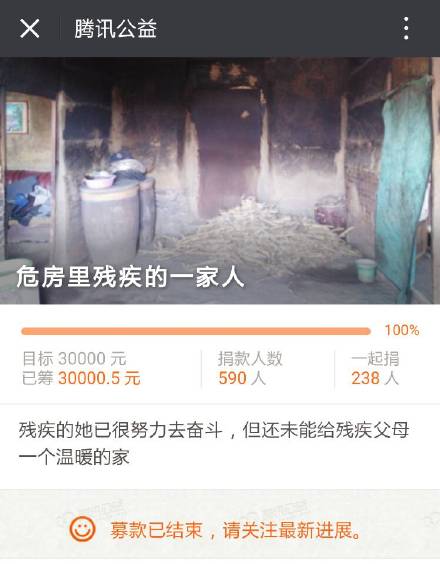 腾讯公益
危房里残疾的一家人
100%
目标 30000 元
已筹 30000.5 元
捐款人数
590 人
一起捐
238 人
残疾的她已很努力去奋斗，但还未能给残疾父母
一个温暖的家
募款已结束，请关注最新进展。